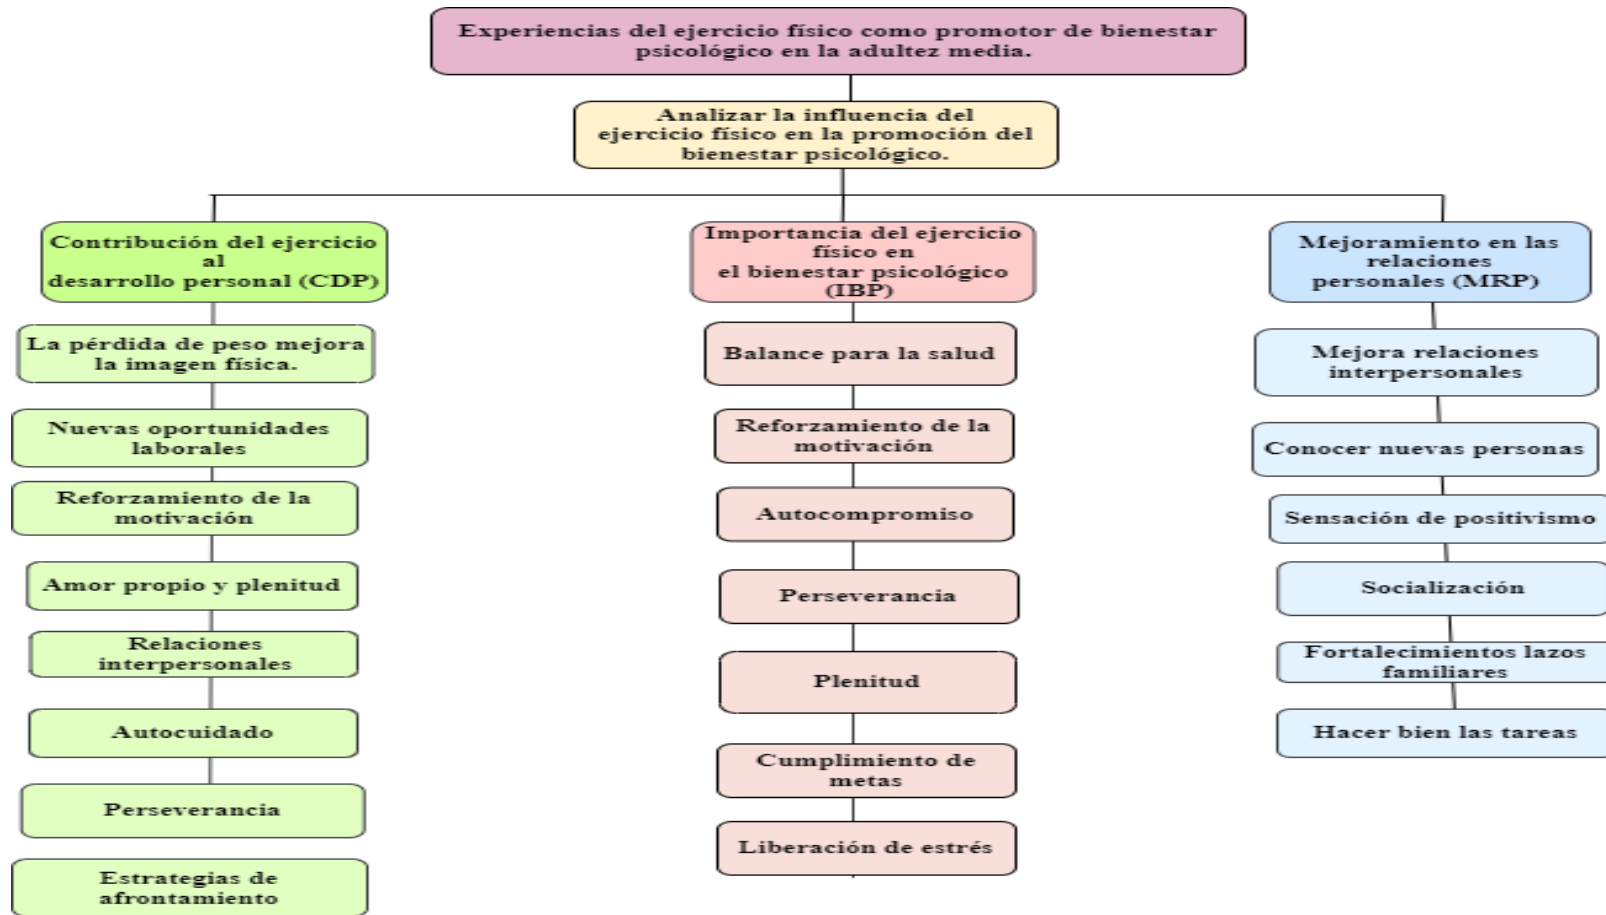 Experiencias del ejercicio físico como promotor de bienestar
psicológico en la adultez media.
Analizar la influencia del
ejercicio físico en la promoción del
bienestar psicológico.
Contribución del ejercicio
al
desarrollo personal (CDP)
La pérdida de peso mejora
la imagen física.
Nuevas oportunidades
laborales
Reforzamiento de la
motivación
Amor propio y plenitud
Relaciones
interpersonales
Autocuidado
Perseverancia
Estrategias de
afrontamiento
Importancia del ejercicio
físico en
el bienestar psicológico
(IBP)
Balance para la salud
Reforzamiento de la
motivación
Autocompromiso
Perseverancia
Plenitud
Cumplimiento de
metas
Liberación de estrés
Mejoramiento en las
relaciones
personales (MRP)
Mejora relaciones
interpersonales
Conocer nuevas personas
Sensación de positivismo
Socialización
Fortalecimientos lazos
familiares
Hacer bien las tareas